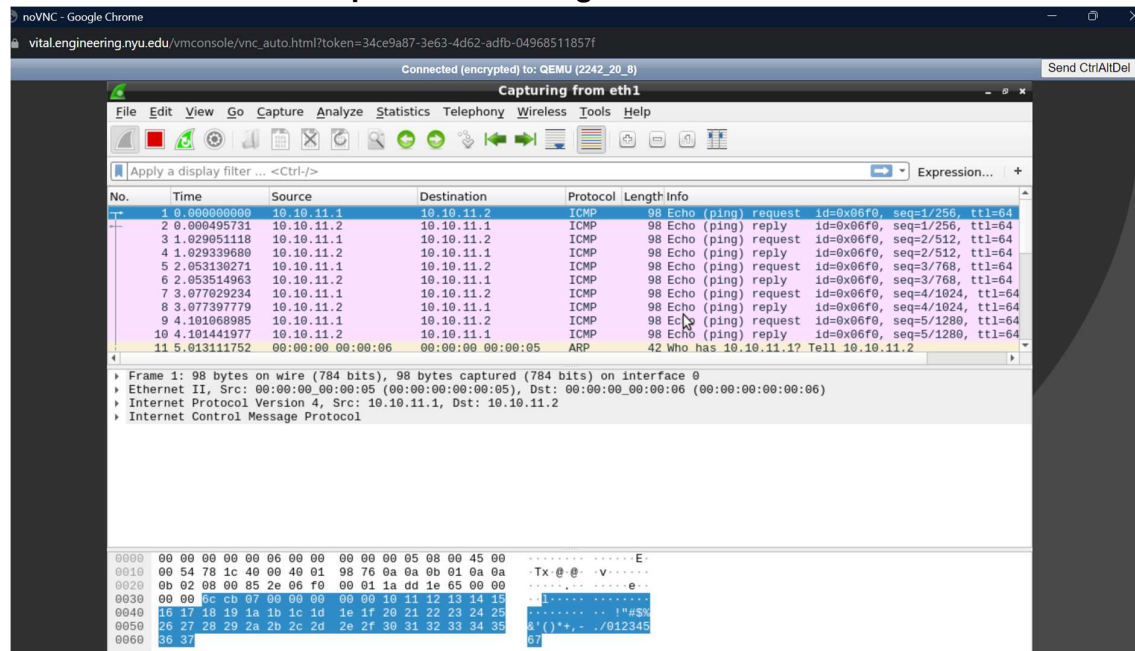 noVNC - Google Chrome
vital.engineering.nyu.edu/vmconsole/vnc_auto.html?token=34ce9a87-3e63-4d62-adfb-04968511857f
Connected (encrypted) to: QEMU (2242_20_8)
Send CtrlAltDel
Capturing from eth1
File Edit View Go Capture Analyze Statistics Telephony Wireless Tools Help
Apply a display filter ... <Ctrl-/>
Expression... +
No. Time Source Destination Protocol Length Info
1 0.000000000 10.10.11.1 10.10.11.2 ICMP 98 Echo (ping) request id=0x06f0, seq=1/256, ttl=64
2 0.000495731 10.10.11.2 10.10.11.1 ICMP 98 Echo (ping) reply id=0x06f0, seq=1/256, ttl=64
3 1.029051118 10.10.11.1 10.10.11.2 ICMP 98 Echo (ping) request id=0x06f0, seq=2/512, ttl=64
4 1.029339680 10.10.11.2 10.10.11.1 ICMP 98 Echo (ping) reply id=0x06f0, seq=2/512, ttl=64
5 2.053130271 10.10.11.1 10.10.11.2 ICMP 98 Echo (ping) request id=0x06f0, seq=3/768, ttl=64
6 2.053514963 10.10.11.2 10.10.11.1 ICMP 98 Echo (ping) reply id=0x06f0, seq=3/768, ttl=64
7 3.077029234 10.10.11.1 10.10.11.2 ICMP 98 Echo (ping) request id=0x06f0, seq=4/1024, ttl=64
8 3.077397779 10.10.11.2 10.10.11.1 ICMP 98 Echo (ping) reply id=0x06f0, seq=4/1024, ttl=64
9 4.101068985 10.10.11.1 10.10.11.2 ICMP 98 Echo (ping) request id=0x06f0, seq=5/1280, ttl=64
10 4.101441977 10.10.11.2 10.10.11.1 ICMP 98 Echo (ping) reply id=0x06f0, seq=5/1280, ttl=64
11 5.013111752 00:00:00_00:00:06 00:00:00_00:00:05 ARP 42 Who has 10.10.11.1? Tell 10.10.11.2
Frame 1: 98 bytes on wire (784 bits), 98 bytes captured (784 bits) on interface 0
Ethernet II, Src: 00:00:00_00:00:05 (00:00:00:00:00:05), Dst: 00:00:00_00:00:06 (00:00:00:00:00:06)
Internet Protocol Version 4, Src: 10.10.11.1, Dst: 10.10.11.2
Internet Control Message Protocol
0000 00 00 00 00 00 06 00 00 00 00 00 05 08 00 45 00 ········ ······E·
0010 00 54 78 1c 40 00 40 01 98 76 0a 0a 0b 01 0a 0a ·Tx·@·@· ·v······
0020 0b 02 08 00 85 2e 06 f0 00 01 1a dd 1e 65 00 00 ·····.·· ·····e··
0030 00 00 6c cb 07 00 00 00 00 00 10 11 12 13 14 15 ··l····· ········
0040 16 17 18 19 1a 1b 1c 1d 1e 1f 20 21 22 23 24 25 ········ ·· !"#$%
0050 26 27 28 29 2a 2b 2c 2d 2e 2f 30 31 32 33 34 35 &'()*+,- ./012345
0060 36 37 67